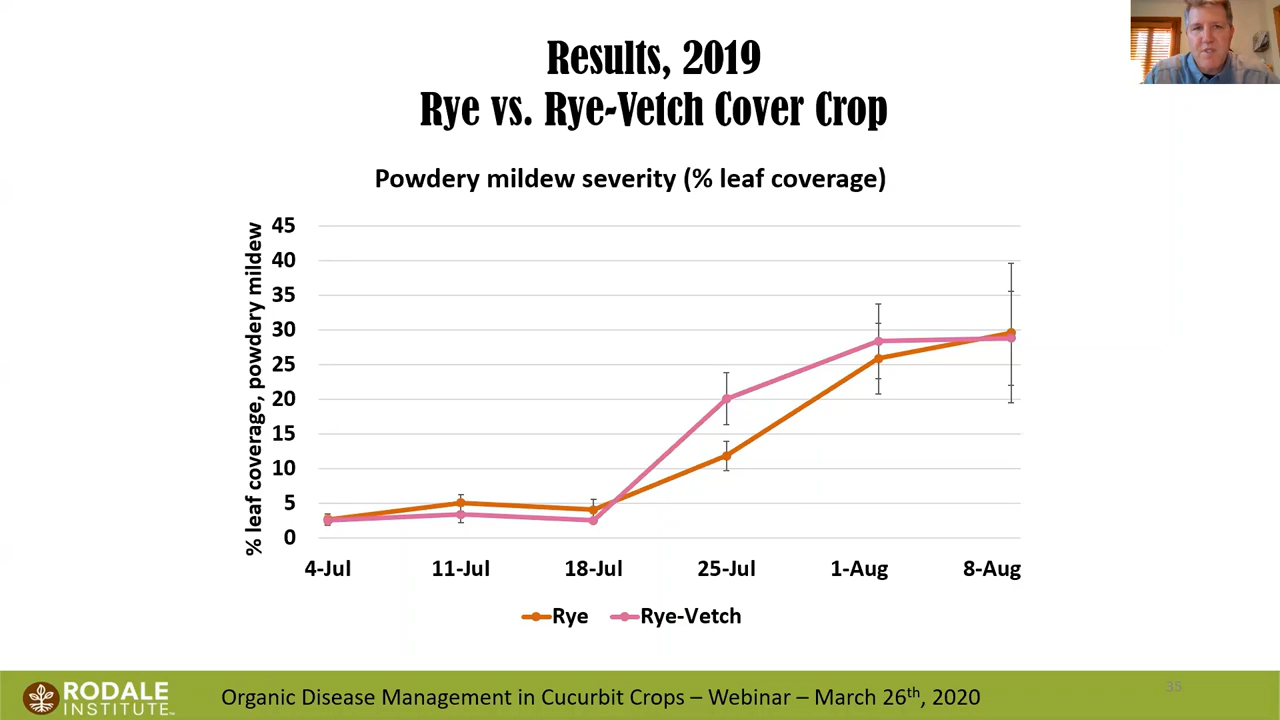 Results, 2019
Rye vs. Rye-Vetch Cover Crop
Powdery mildew severity (% leaf coverage)
% leaf coverage, powdery mildew
45
40
35
30
25
20
15
10
5
0
4-Jul 11-Jul 18-Jul 25-Jul 1-Aug 8-Aug
Rye Rye-Vetch
RODALE
INSTITUTE™
Organic Disease Management in Cucurbit Crops – Webinar – March 26th, 2020
35